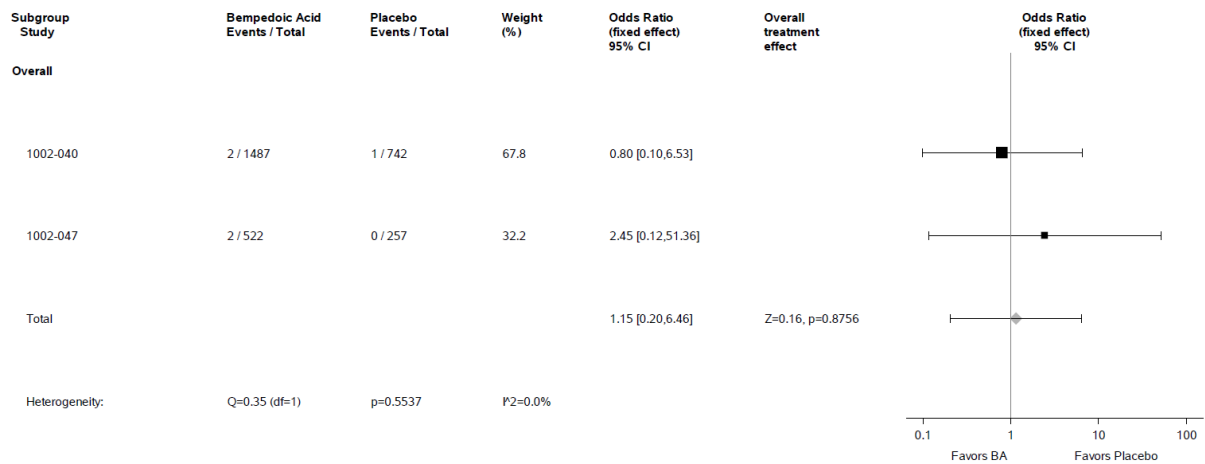 Subgroup Bempedoic Acid Placebo Weight Odds Ratio Overall Odds Ratio
Study Events / Total Events / Total (%) (fixed effect) treatment (fixed effect)
95% CI effect 95% CI
Overall
1002-040 2 / 1487 1 / 742 67.8 0.80 [0.10,6.53]
1002-047 2 / 522 0 / 257 32.2 2.45 [0.12,51.36]
Total 1.15 [0.20,6.46] Z=0.16, p=0.8756
Heterogeneity: Q=0.35 (df=1) p=0.5537 I^2=0.0%
0.1 1 10 100
Favors BA Favors Placebo